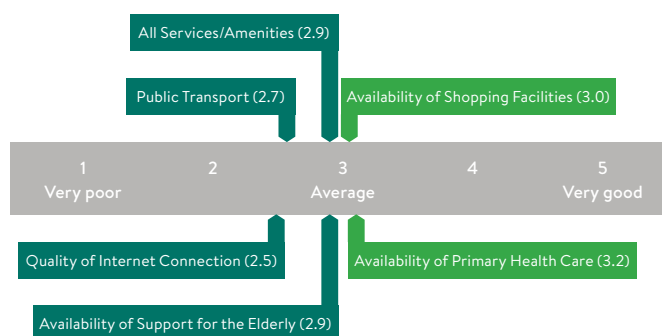 All Services/Amenities (2.9)
Public Transport (2.7)
Availability of Shopping Facilities (3.0)
1 2 3 4 5
Very poor Average Very good
Quality of Internet Connection (2.5)
Availability of Primary Health Care (3.2)
Availability of Support for the Elderly (2.9)